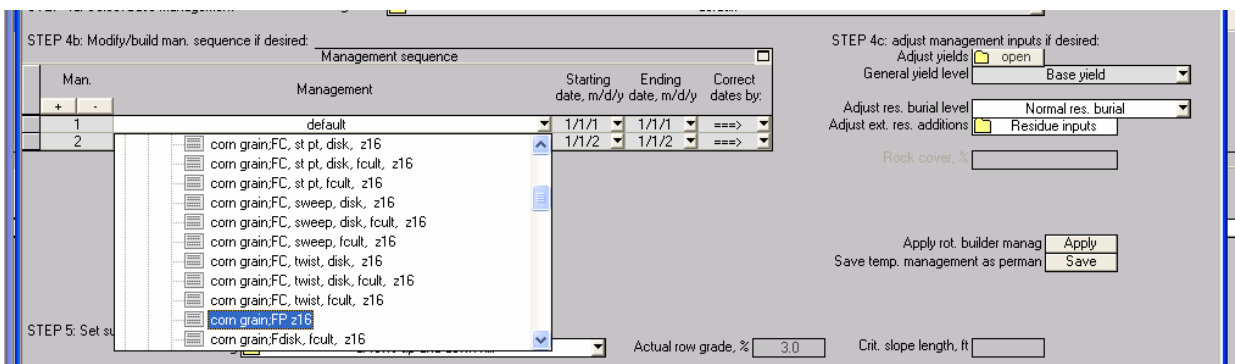 STEP 4b: Modify/build man. sequence if desired:
Management sequence
Man.
Management
Starting date, m/d/y
Ending date, m/d/y
Correct dates by:
+ -
1 default 1/1/1 1/1/1 ===>
2 1/1/2 1/1/2 ===>
corn grain;FC, st pt, disk, z16
corn grain;FC, st pt, disk, fcult, z16
corn grain;FC, st pt, fcult, z16
corn grain;FC, sweep, disk, z16
corn grain;FC, sweep, disk, fcult, z16
corn grain;FC, sweep, fcult, z16
corn grain;FC, twist, disk, z16
corn grain;FC, twist, disk, fcult, z16
corn grain;FC, twist, fcult, z16
corn grain;FP z16
corn grain;Fdisk, fcult, z16
STEP 4c: adjust management inputs if desired:
Adjust yields open
General yield level Base yield
Adjust res. burial level Normal res. burial
Adjust ext. res. additions Residue inputs
Rock cover, %
Apply rot. builder manag Apply
Save temp. management as perman Save
STEP 5: Set su
Actual row grade, % 3.0
Crit. slope length, ft